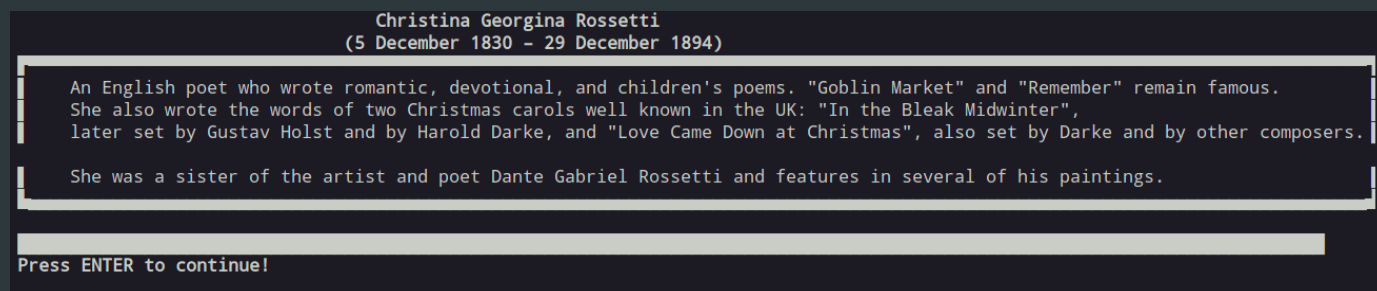 Christina Georgina Rossetti
(5 December 1830 – 29 December 1894)
An English poet who wrote romantic, devotional, and children's poems. "Goblin Market" and "Remember" remain famous.
She also wrote the words of two Christmas carols well known in the UK: "In the Bleak Midwinter",
later set by Gustav Holst and by Harold Darke, and "Love Came Down at Christmas", also set by Darke and by other composers.
She was a sister of the artist and poet Dante Gabriel Rossetti and features in several of his paintings.
Press ENTER to continue!